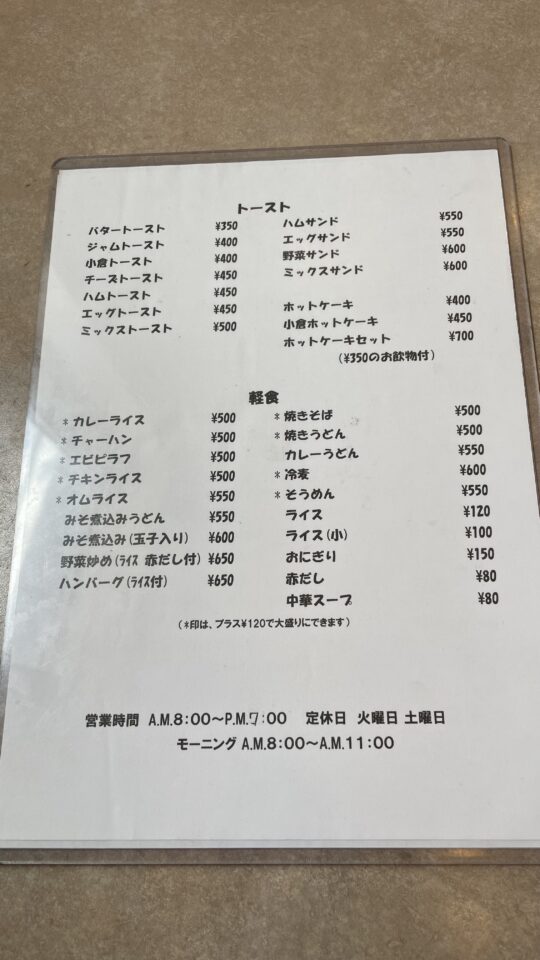 トースト
バタートースト ¥350
ジャムトースト ¥400
小倉トースト ¥400
チーズトースト ¥450
ハムトースト ¥450
エッグトースト ¥450
ミックストースト ¥500
ハムサンド ¥550
エッグサンド ¥550
野菜サンド ¥600
ミックスサンド ¥600
ホットケーキ ¥400
小倉ホットケーキ ¥450
ホットケーキセット ¥700
(¥350のお飲物付)
軽食
*カレーライス ¥500
*チャーハン ¥500
*エビピラフ ¥500
*チキンライス ¥500
*オムライス ¥550
みそ煮込みうどん ¥550
みそ煮込み(玉子入り) ¥600
野菜炒め(ﾗｲｽ 赤だし付) ¥650
ハンバーグ(ﾗｲｽ付) ¥650
*焼きそば ¥500
*焼きうどん ¥500
カレーうどん ¥550
*冷麦 ¥600
*そうめん ¥550
ライス ¥120
ライス(小) ¥100
おにぎり ¥150
赤だし ¥80
中華スープ ¥80
(*印は、プラス¥120で大盛りにできます)
営業時間 A.M.8:00～P.M.7:00 定休日 火曜日 土曜日
モーニング A.M.8:00～A.M.11:00